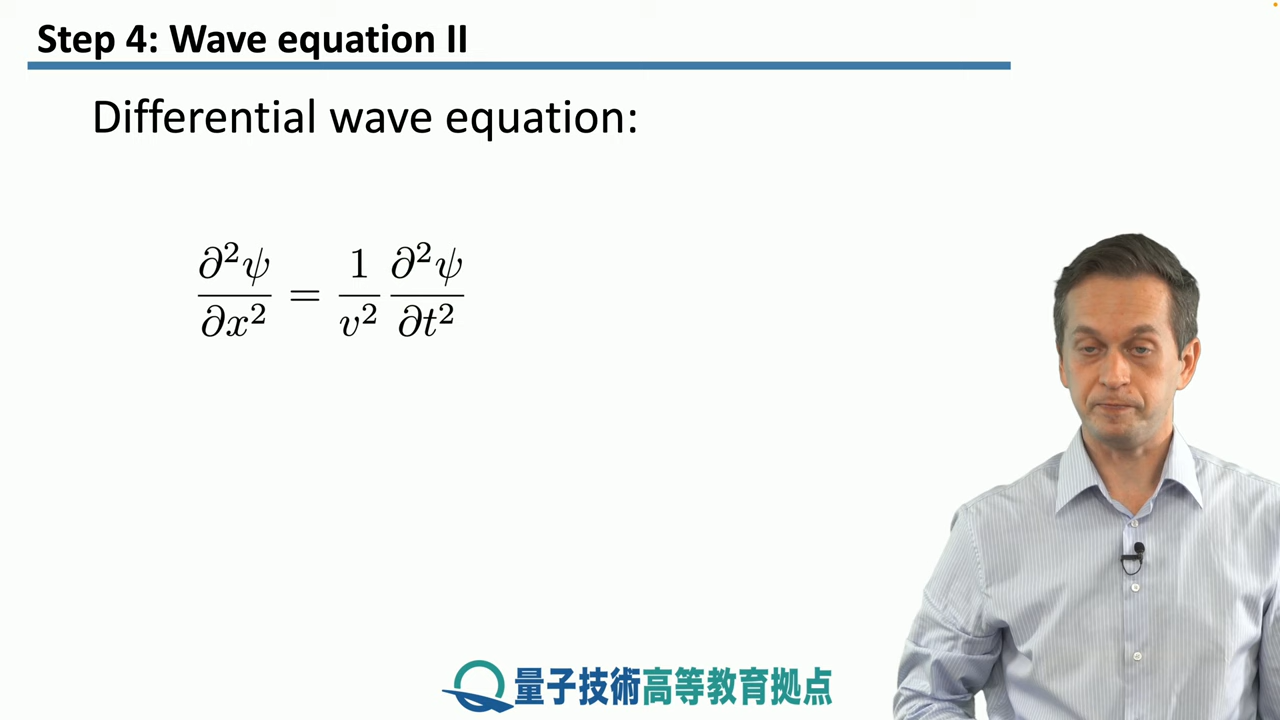 Step 4: Wave equation II
Differential wave equation:
∂²ψ/∂x² = 1/v² ∂²ψ/∂t²
量子技術高等教育拠点